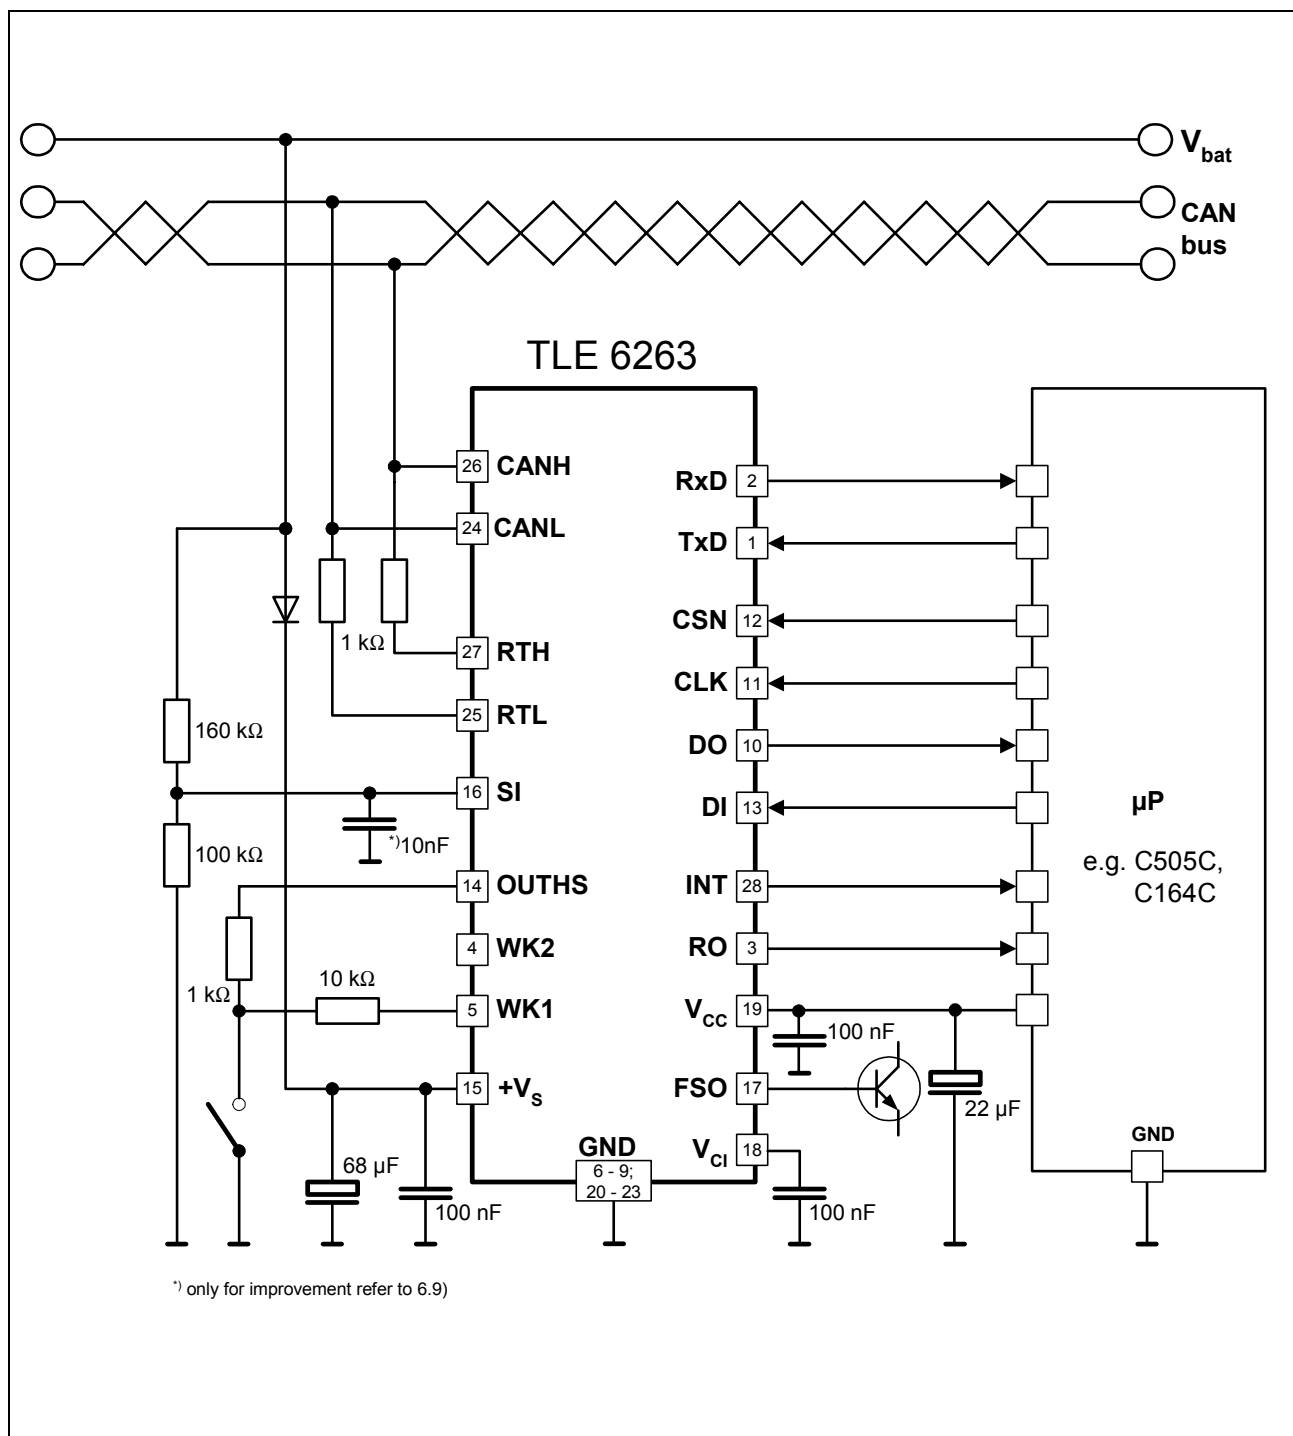 V_bat
CAN
bus
TLE 6263
26 CANH
RxD 2
24 CANL
TxD 1
CSN 12
1 kΩ
27 RTH
CLK 11
25 RTL
160 kΩ
DO 10
16 SI
DI 13
µP
*)10nF
100 kΩ
e.g. C505C,
C164C
14 OUTHS
INT 28
4 WK2
RO 3
10 kΩ
1 kΩ
5 WK1
V_CC 19
100 nF
15 +V_S
FSO 17
22 µF
GND
GND
V_CI 18
68 µF
6 - 9;
20 - 23
100 nF
100 nF
*) only for improvement refer to 6.9)